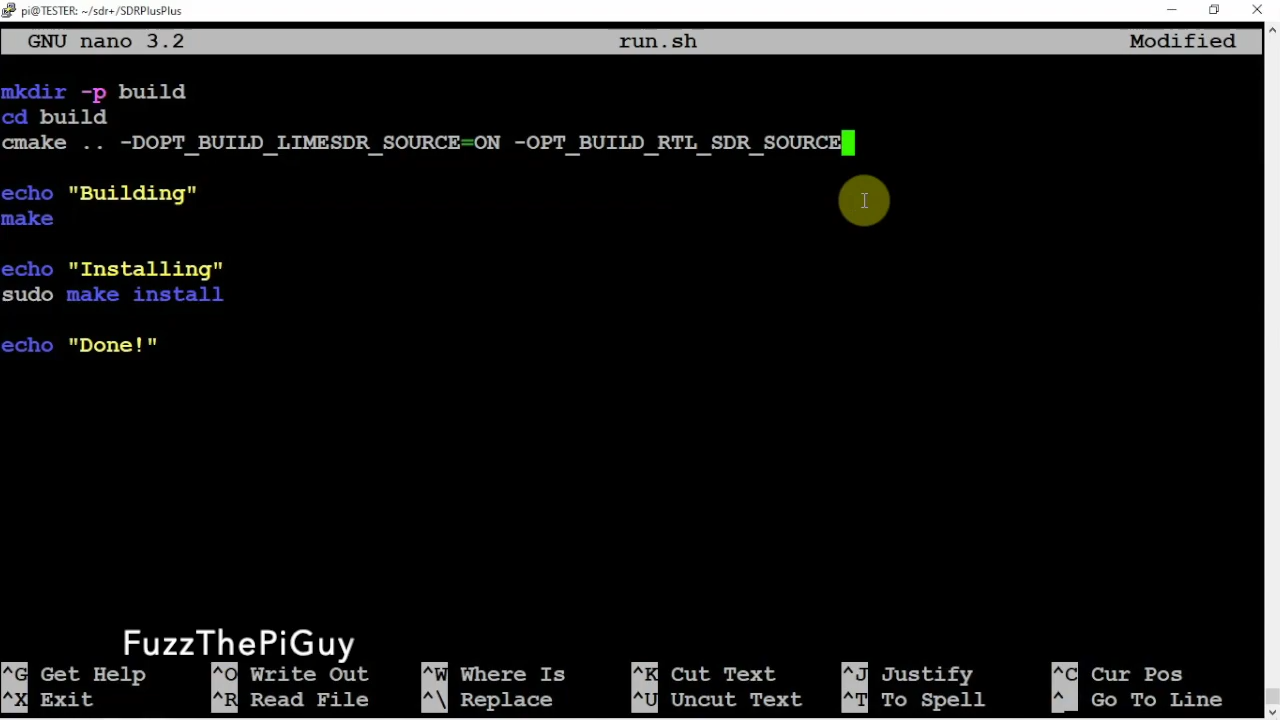 pi@TESTER: ~/sdr+/SDRPlusPlus
GNU nano 3.2 run.sh Modified
mkdir -p build
cd build
cmake .. -DOPT_BUILD_LIMESDR_SOURCE=ON -OPT_BUILD_RTL_SDR_SOURCE
echo "Building"
make
echo "Installing"
sudo make install
echo "Done!"
FuzzThePiGuy
^G Get Help ^O Write Out ^W Where Is ^K Cut Text ^J Justify ^C Cur Pos
^X Exit ^R Read File ^\ Replace ^U Uncut Text ^T To Spell ^_ Go To Line